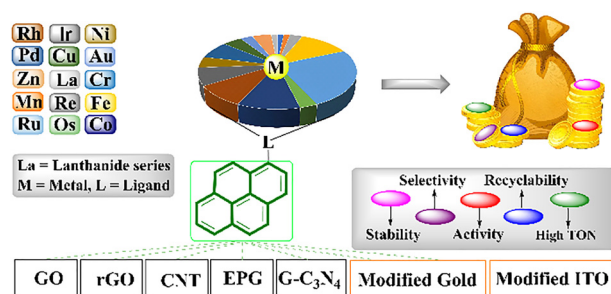 Rh Ir Ni
Pd Cu Au
Zn La Cr
Mn Re Fe
Ru Os Co
M
L
La = Lanthanide series
M = Metal, L = Ligand
Selectivity Recyclability
Stability Activity High TON
GO rGO CNT EPG G-C₃N₄ Modified Gold Modified ITO